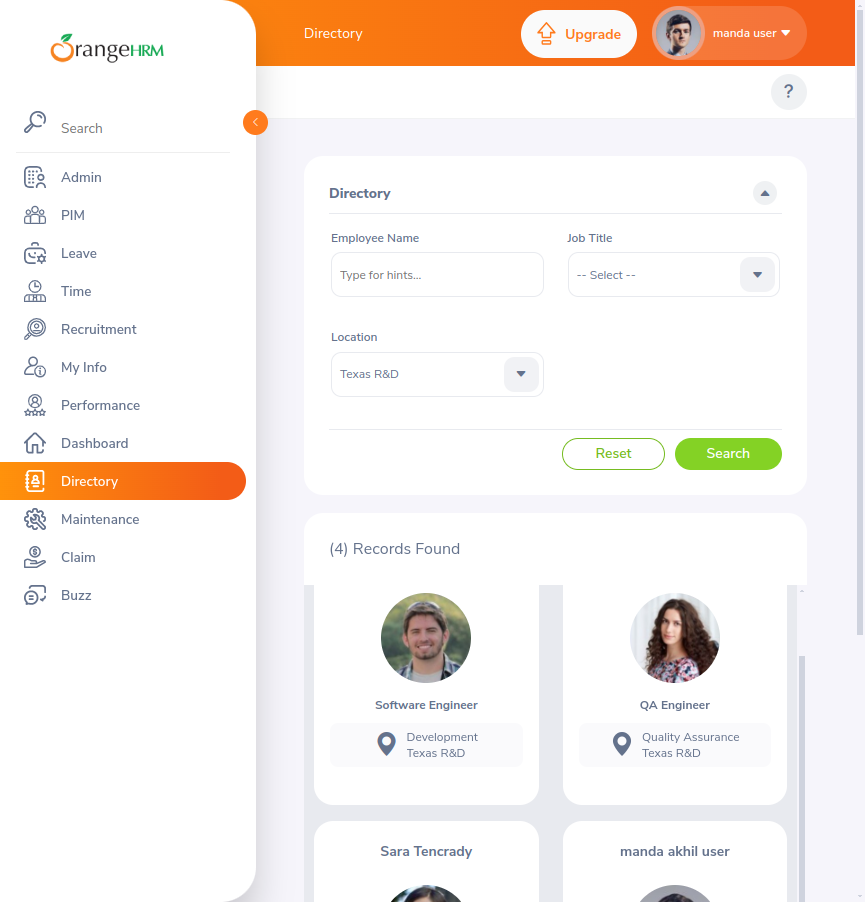 OrangeHRM
Directory
Upgrade
manda user
?
Search
Admin
PIM
Leave
Time
Recruitment
My Info
Performance
Dashboard
Directory
Maintenance
Claim
Buzz
Directory
Employee Name
Job Title
Type for hints...
-- Select --
Location
Texas R&D
Reset
Search
(4) Records Found
Software Engineer
Development
Texas R&D
QA Engineer
Quality Assurance
Texas R&D
Sara Tencrady
manda akhil user